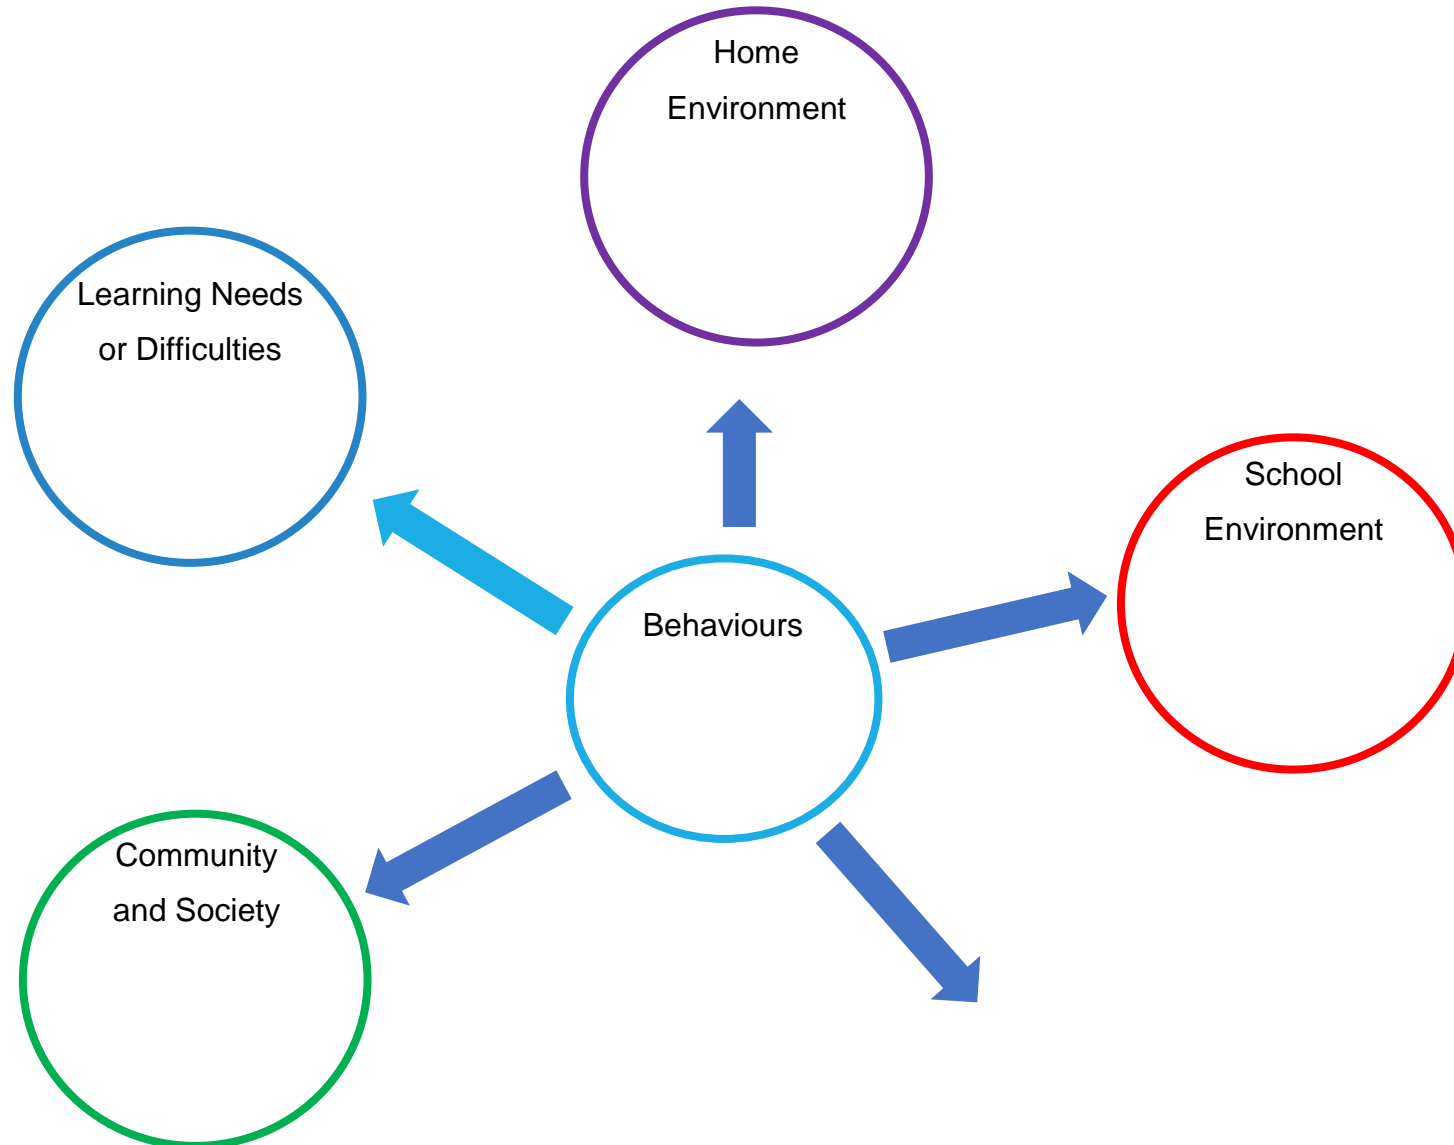 Home
Environment
Learning Needs
or Difficulties
School
Environment
Behaviours
Community
and Society